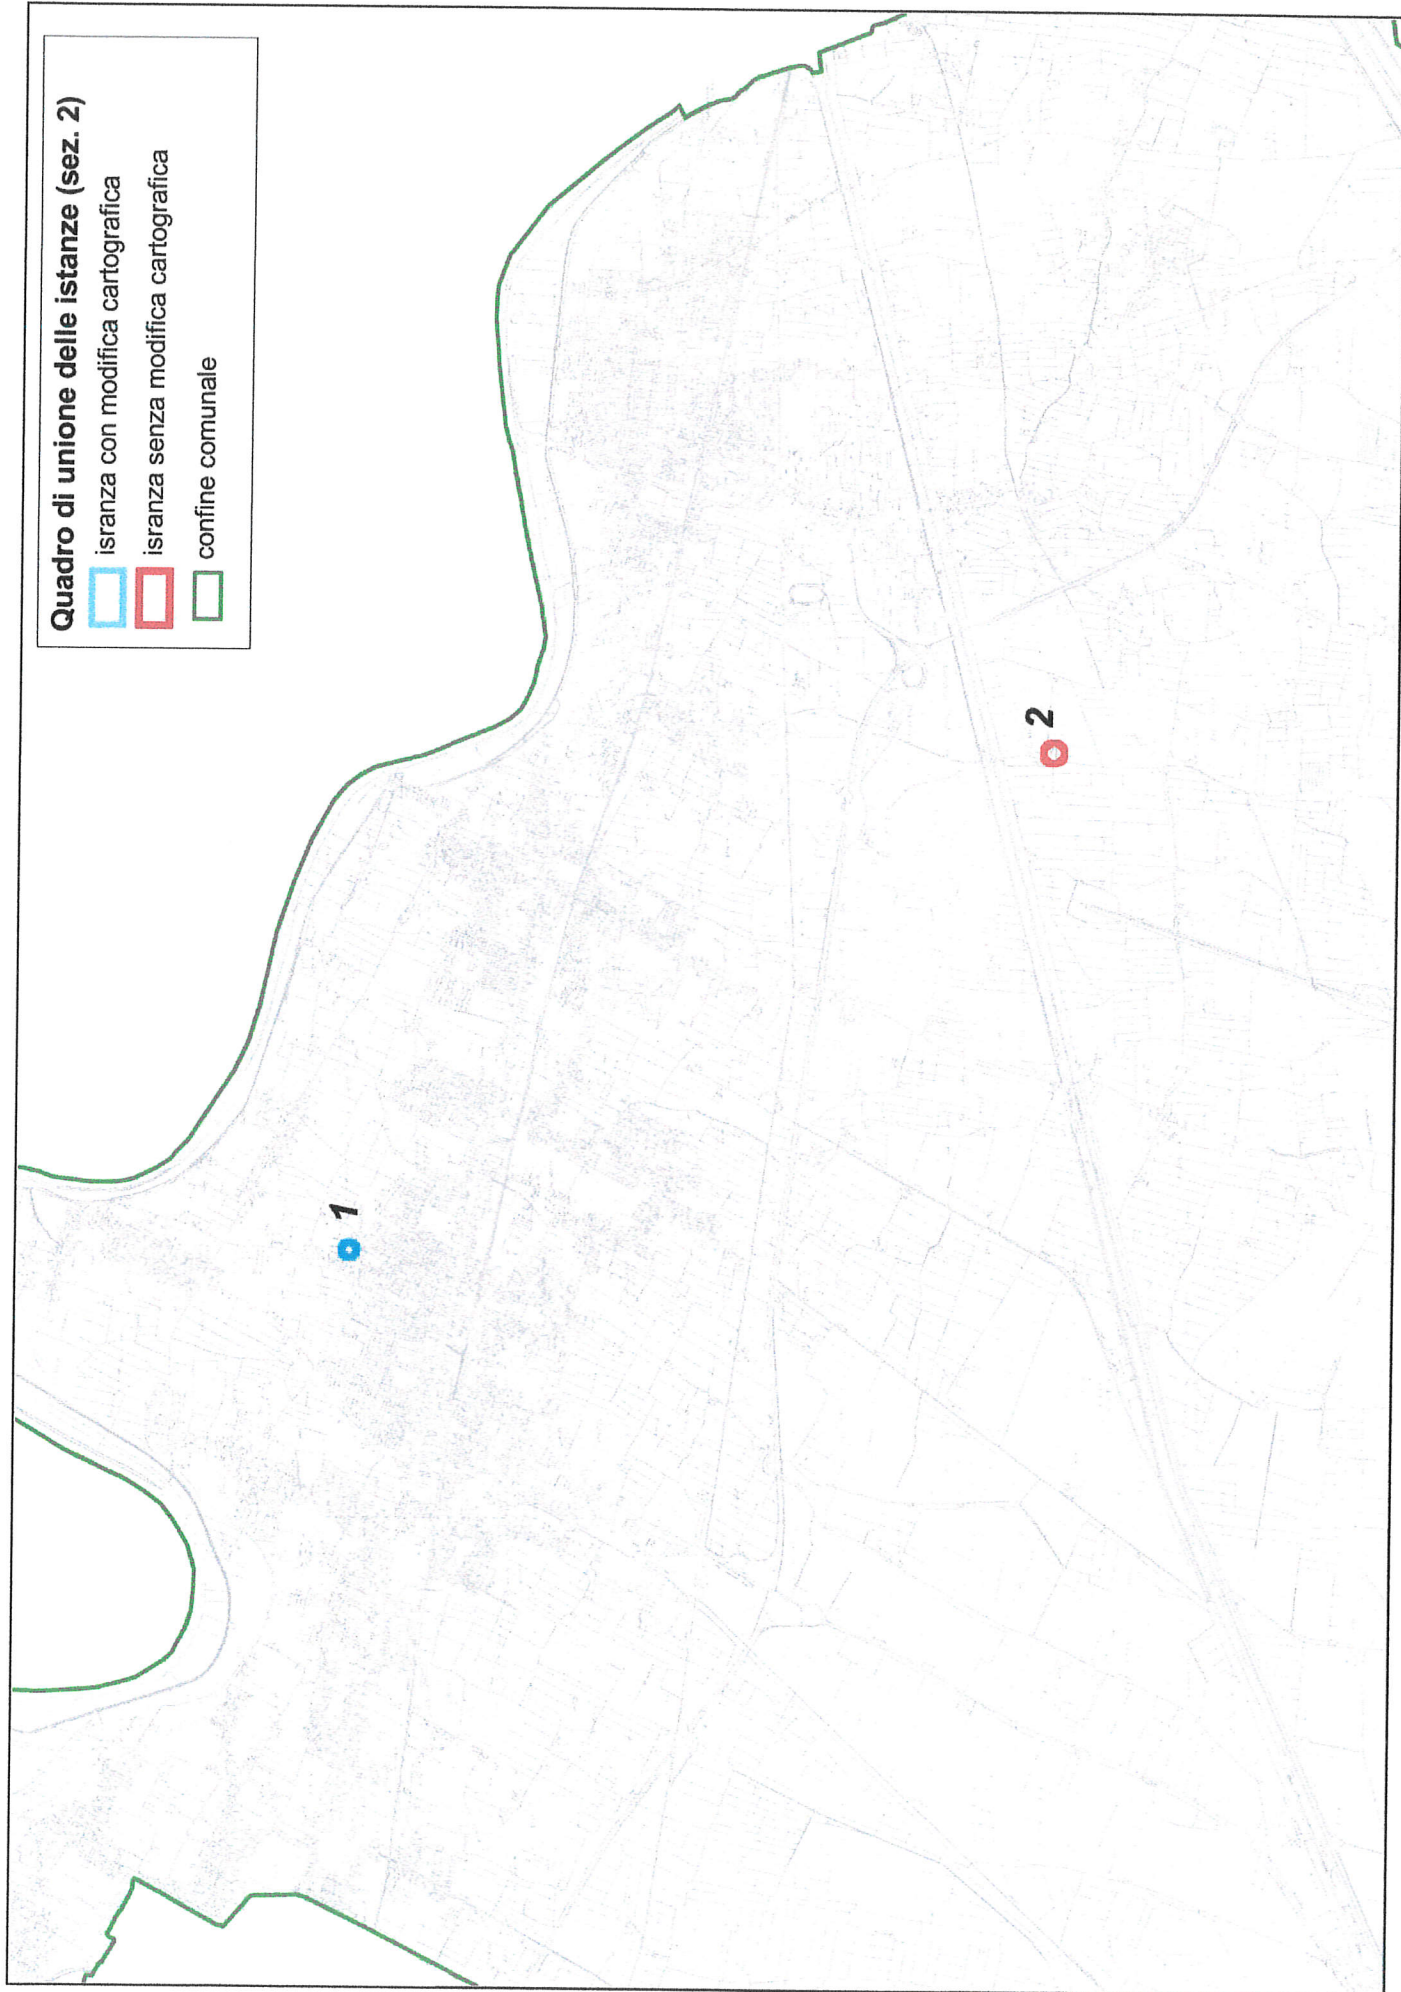 Quadro di unione delle istanze (sez. 2)
isranza con modifica cartografica
isranza senza modifica cartografica
confine comunale
1
2